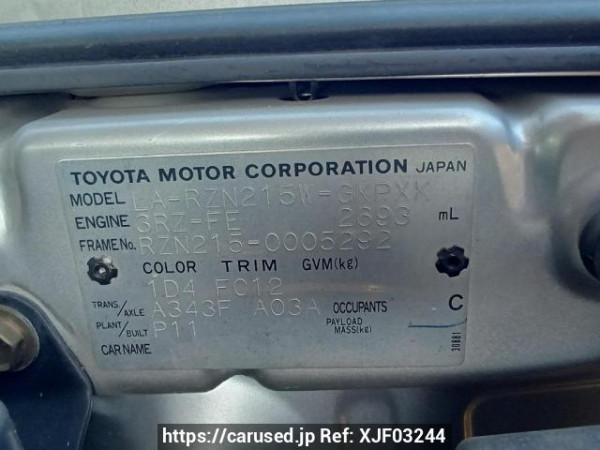 TOYOTA MOTOR CORPORATION JAPAN
MODEL LA-RZN215W-GKPXK
ENGINE 3RZ-FE 2693 mL
FRAME No. RZN215-0005292
COLOR TRIM GVM(kg)
1D4 FC12
TRANS/AXLE A343F A03A OCCUPANTS C
PLANT/BUILT P11 PAYLOAD MASS(kg)
CAR NAME
30881
https://carused.jp Ref: XJF03244